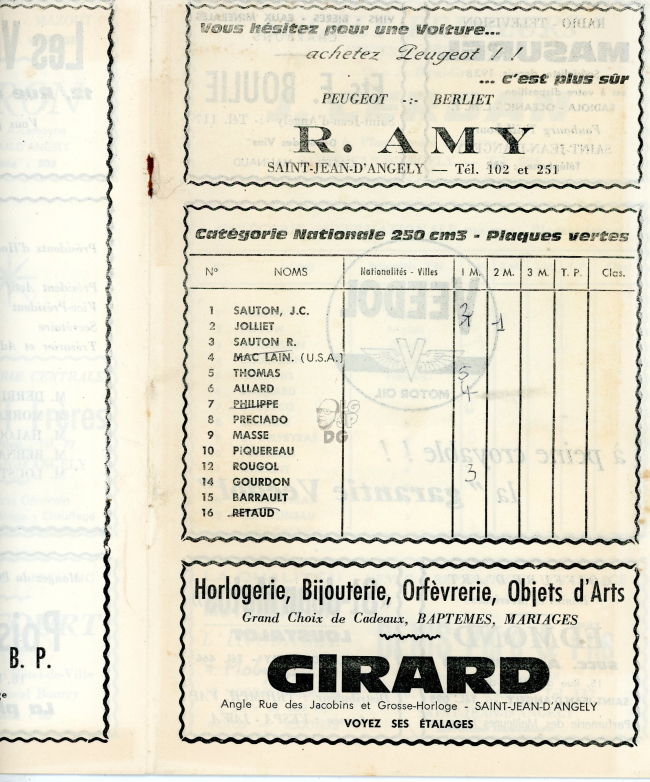 Vous hésitez pour une Voiture...
achetez Peugeot ! !
... c'est plus sûr
PEUGEOT -:- BERLIET
R. AMY
SAINT-JEAN-D'ANGELY — Tél. 102 et 251
Catégorie Nationale 250 cm3 - Plaques vertes
N° NOMS Nationalités - Villes 1 M. 2 M. 3 M. T. P. Clas.
1 SAUTON, J.C. 2
2 JOLLIET 1
3 SAUTON R.
4 MAC LAIN. (U.S.A.)
5 THOMAS 5
6 ALLARD 4
7 PHILIPPE
8 PRECIADO
9 MASSE
10 PIQUEREAU
12 ROUGOL
14 GOURDON 3
15 BARRAULT
16 RETAUD
DG
Horlogerie, Bijouterie, Orfèvrerie, Objets d'Arts
Grand Choix de Cadeaux, BAPTEMES, MARIAGES
GIRARD
Angle Rue des Jacobins et Grosse-Horloge - SAINT-JEAN-D'ANGELY
VOYEZ SES ÉTALAGES
B. P.